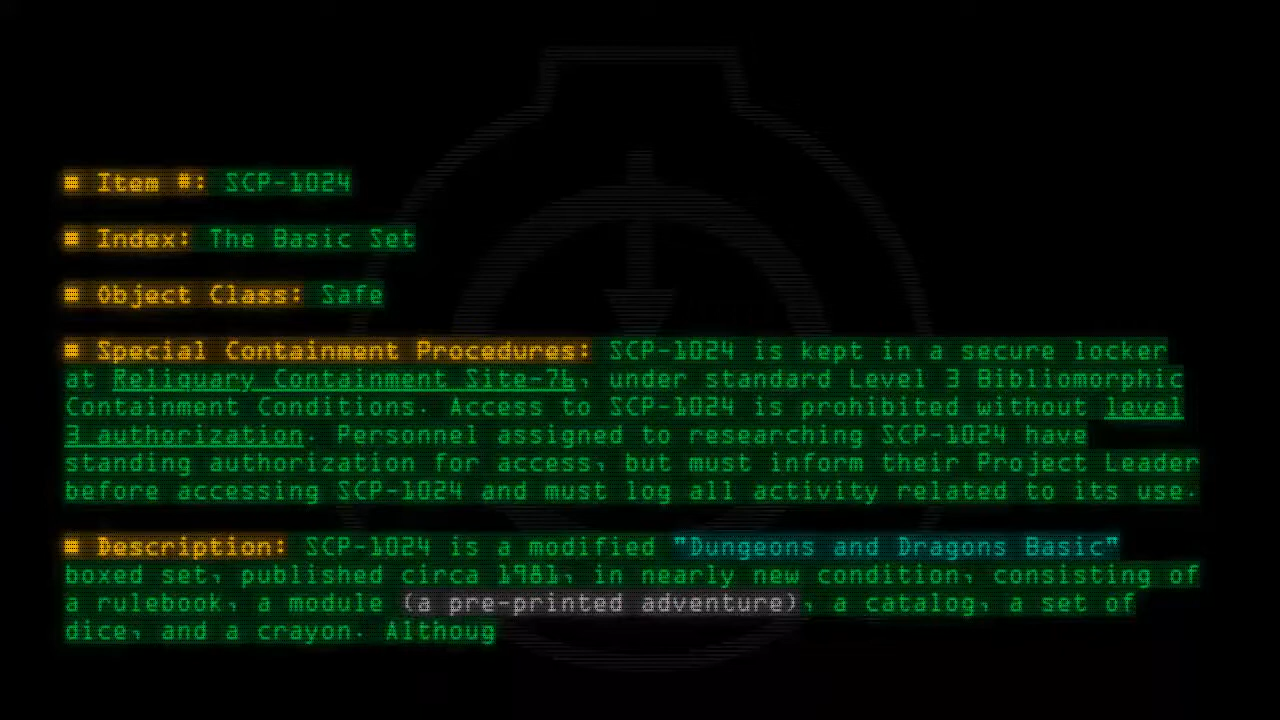 ■ Item #: SCP-1024
■ Index: The Basic Set
■ Object Class: Safe
■ Special Containment Procedures: SCP-1024 is kept in a secure locker
at Reliquary Containment Site-76, under standard Level 3 Bibliomorphic
Containment Conditions. Access to SCP-1024 is prohibited without level
3 authorization. Personnel assigned to researching SCP-1024 have
standing authorization for access, but must inform their Project Leader
before accessing SCP-1024 and must log all activity related to its use.
■ Description: SCP-1024 is a modified "Dungeons and Dragons Basic"
boxed set, published circa 1981, in nearly new condition, consisting of
a rulebook, a module (a pre-printed adventure), a catalog, a set of
dice, and a crayon. Althoug